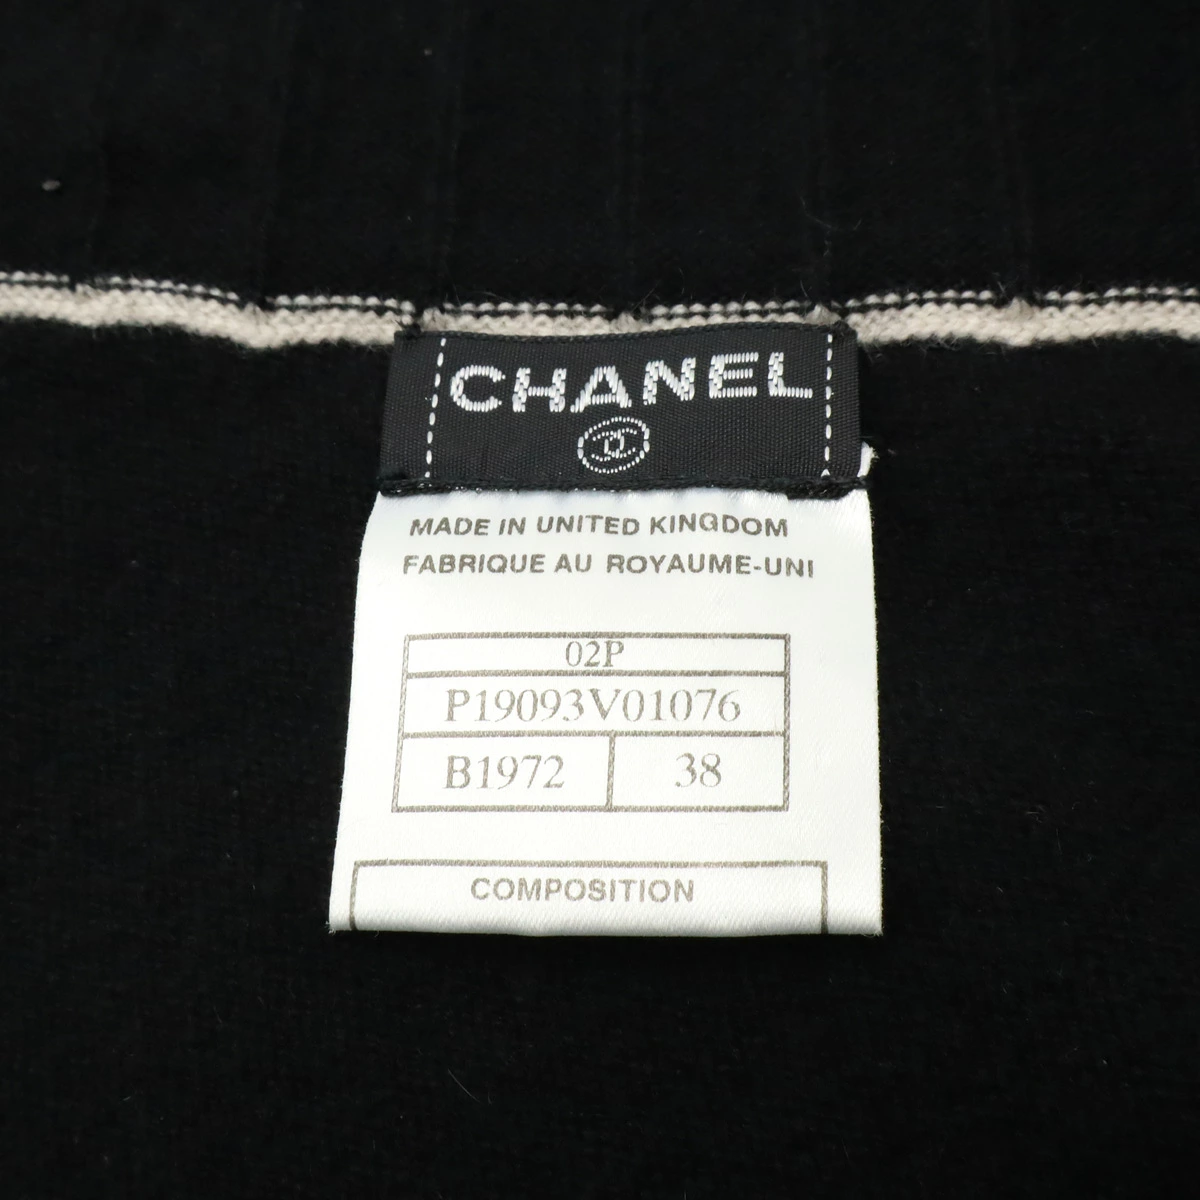 CHANEL
MADE IN UNITED KINGDOM
FABRIQUE AU ROYAUME-UNI
02P
P19093V01076
B1972 38
COMPOSITION